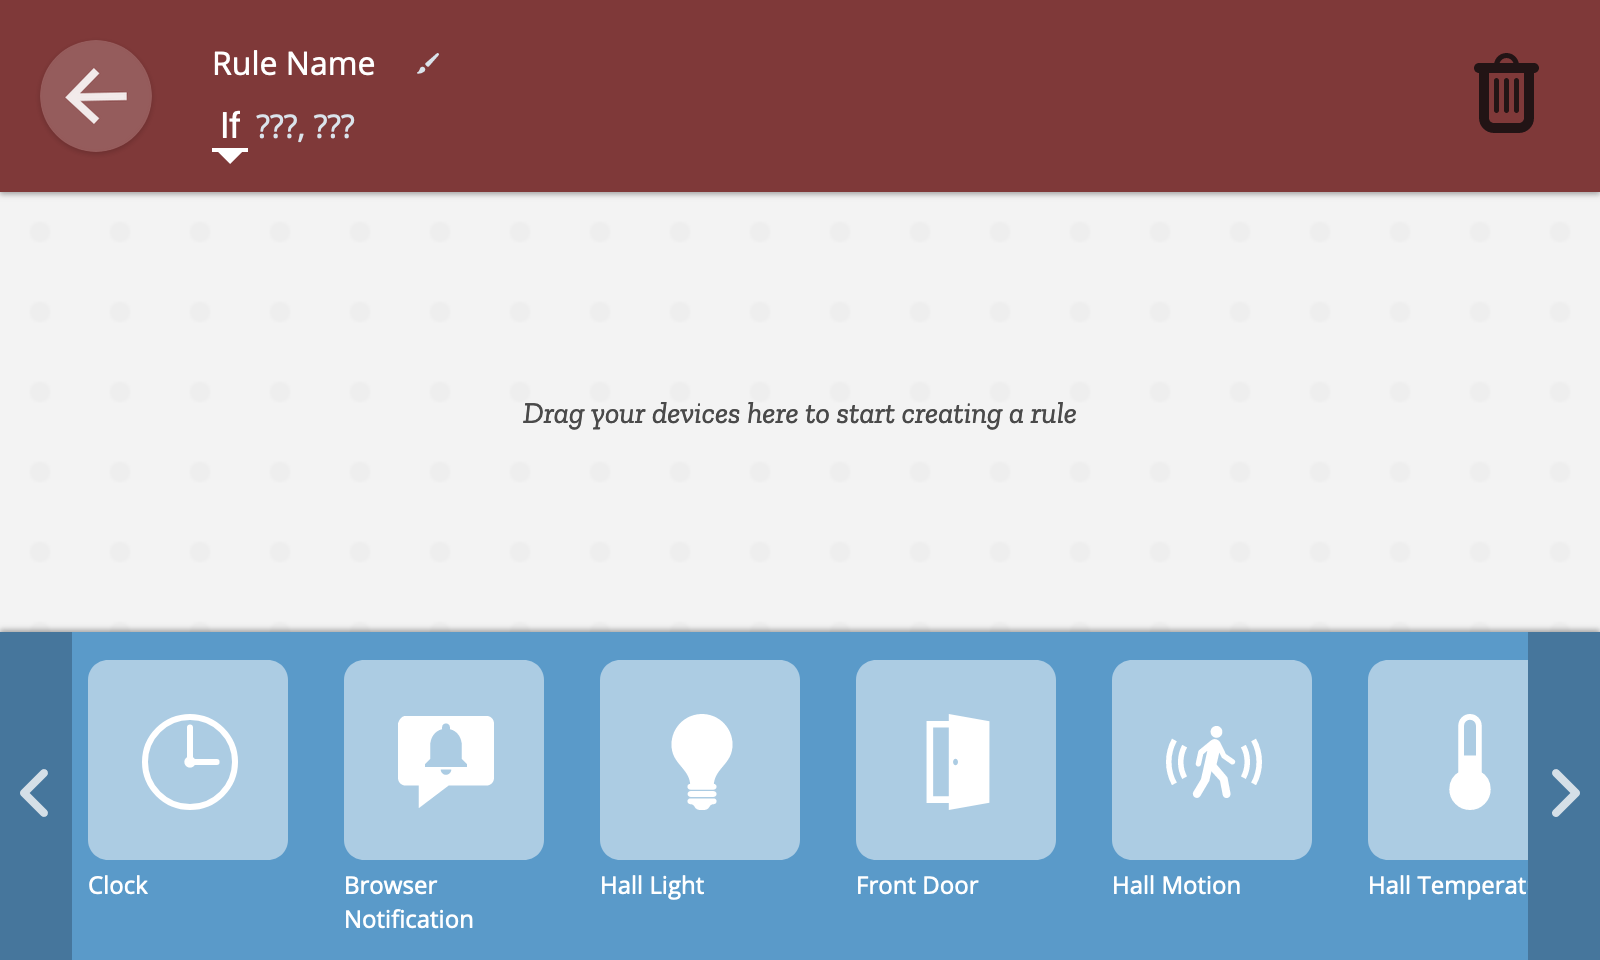 Rule Name
If ???, ???
Drag your devices here to start creating a rule
Clock
Browser
Notification
Hall Light
Front Door
Hall Motion
Hall Temperat